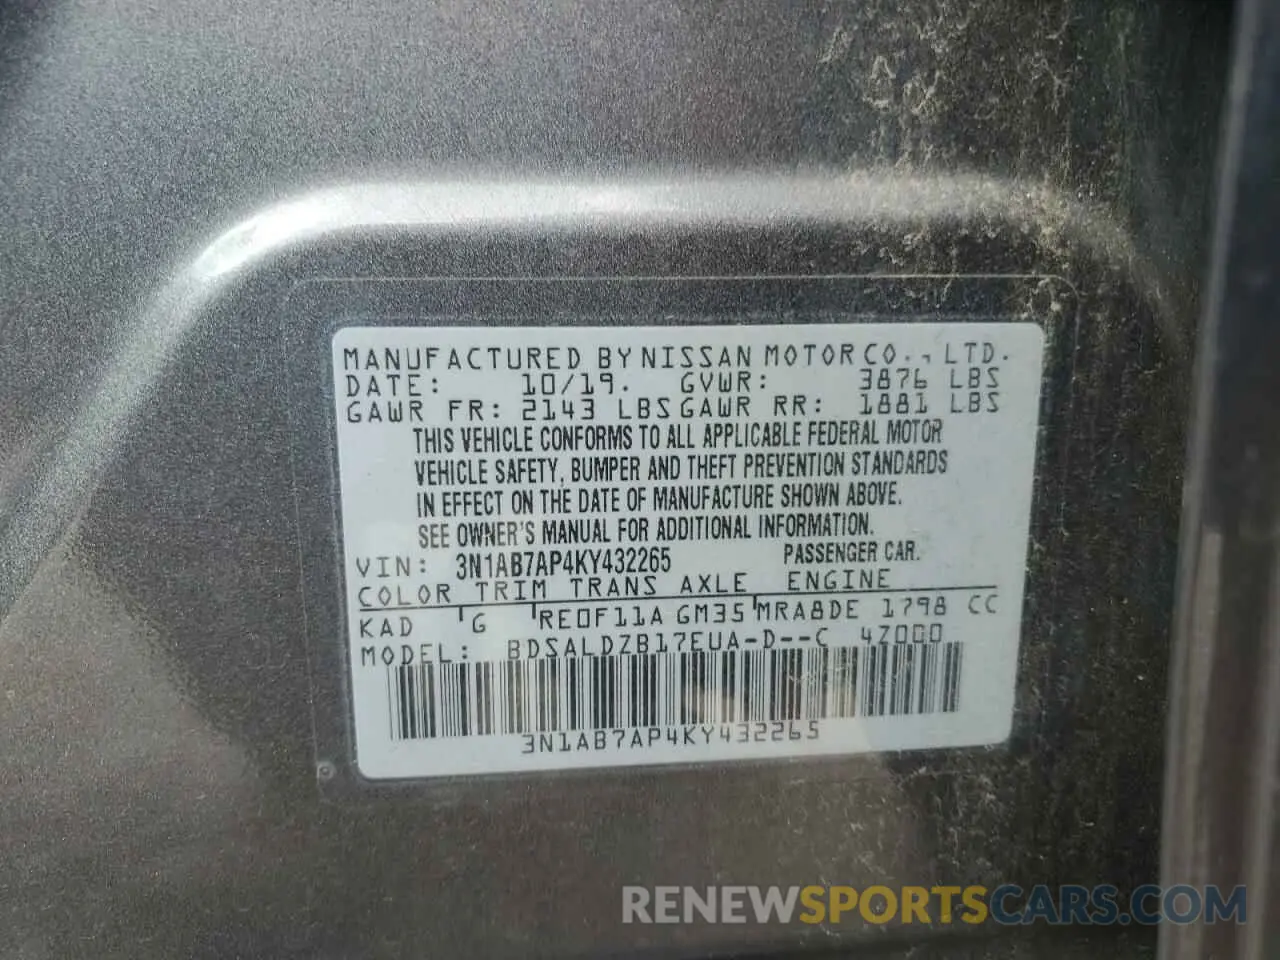 MANUFACTURED BY NISSAN MOTOR CO., LTD.
DATE: 10/19. GVWR: 3876 LBS
GAWR FR: 2143 LBS GAWR RR: 1881 LBS
THIS VEHICLE CONFORMS TO ALL APPLICABLE FEDERAL MOTOR
VEHICLE SAFETY, BUMPER AND THEFT PREVENTION STANDARDS
IN EFFECT ON THE DATE OF MANUFACTURE SHOWN ABOVE.
SEE OWNER'S MANUAL FOR ADDITIONAL INFORMATION.
VIN: 3N1AB7AP4KY432265 PASSENGER CAR.
COLOR TRIM TRANS AXLE ENGINE
KAD G RE0F11A GM35 MRA8DE 1798 CC
MODEL: BDSALDZB17EUA-D--C 4Z000
3N1AB7AP4KY432265
RENEWSPORTSCARS.COM